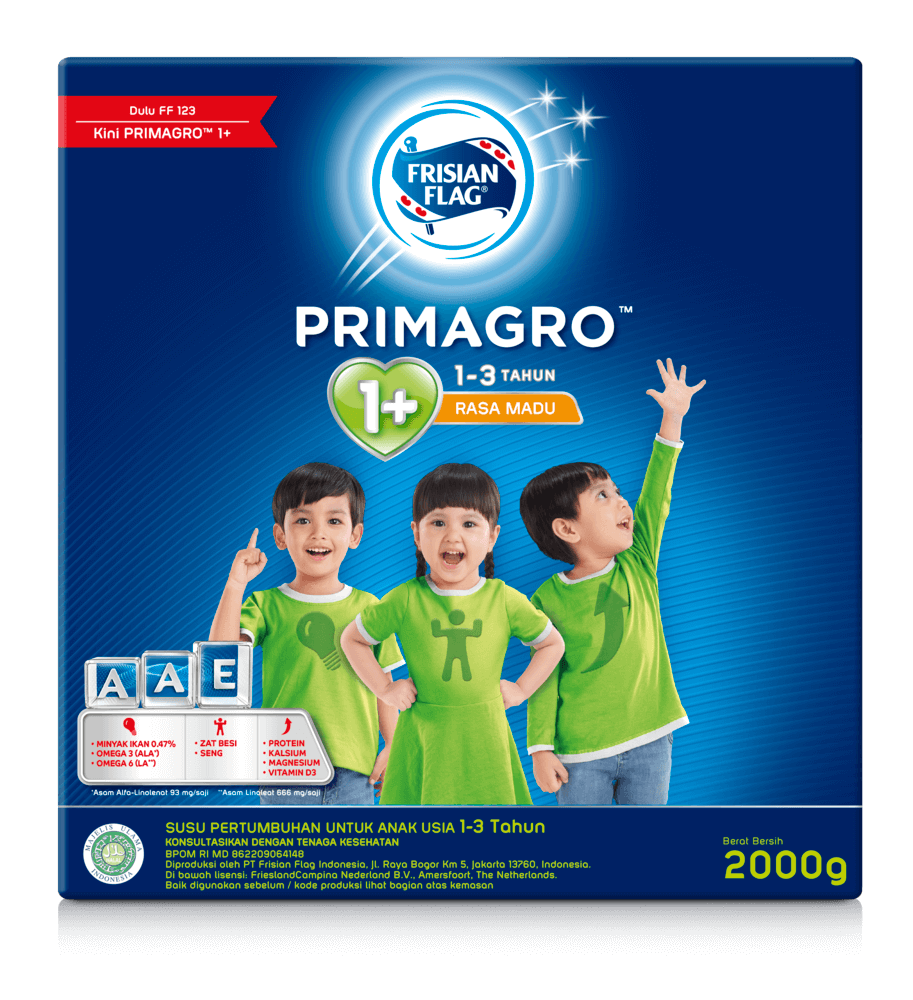 Dulu FF 123
Kini PRIMAGRO™ 1+
FRISIAN
FLAG®
PRIMAGRO™
1+
1-3 TAHUN
RASA MADU
A A E
• MINYAK IKAN 0.47%
• OMEGA 3 (ALA*)
• OMEGA 6 (LA**)
• ZAT BESI
• SENG
• PROTEIN
• KALSIUM
• MAGNESIUM
• VITAMIN D3
*Asam Alfa-Linolenat 93 mg/saji **Asam Linoleat 666 mg/saji
MAJELIS ULAMA
INDONESIA
SUSU PERTUMBUHAN UNTUK ANAK USIA 1-3 Tahun
KONSULTASIKAN DENGAN TENAGA KESEHATAN
BPOM RI MD 862209064148
Diproduksi oleh PT Frisian Flag Indonesia, Jl. Raya Bogor Km 5, Jakarta 13760, Indonesia.
Di bawah lisensi: FrieslandCampina Nederland B.V., Amersfoort, The Netherlands.
Baik digunakan sebelum / kode produksi lihat bagian atas kemasan
Berat Bersih
2000g